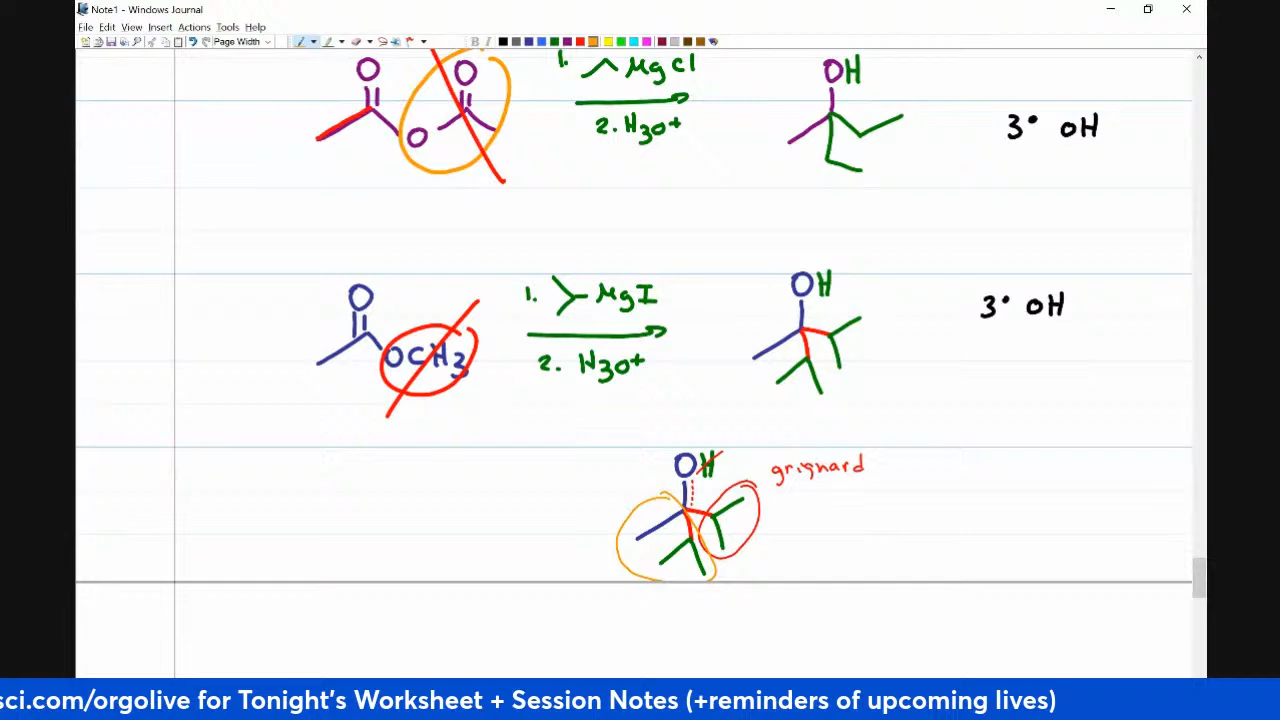 Note1 - Windows Journal
File Edit View Insert Actions Tools Help
Page Width
B I
O O
O
1. MgCl
2. H3O+
OH
3° OH
O
OCH3
1. MgI
2. H3O+
OH
3° OH
OH
grignard
sci.com/orgolive for Tonight's Worksheet + Session Notes (+reminders of upcoming lives)